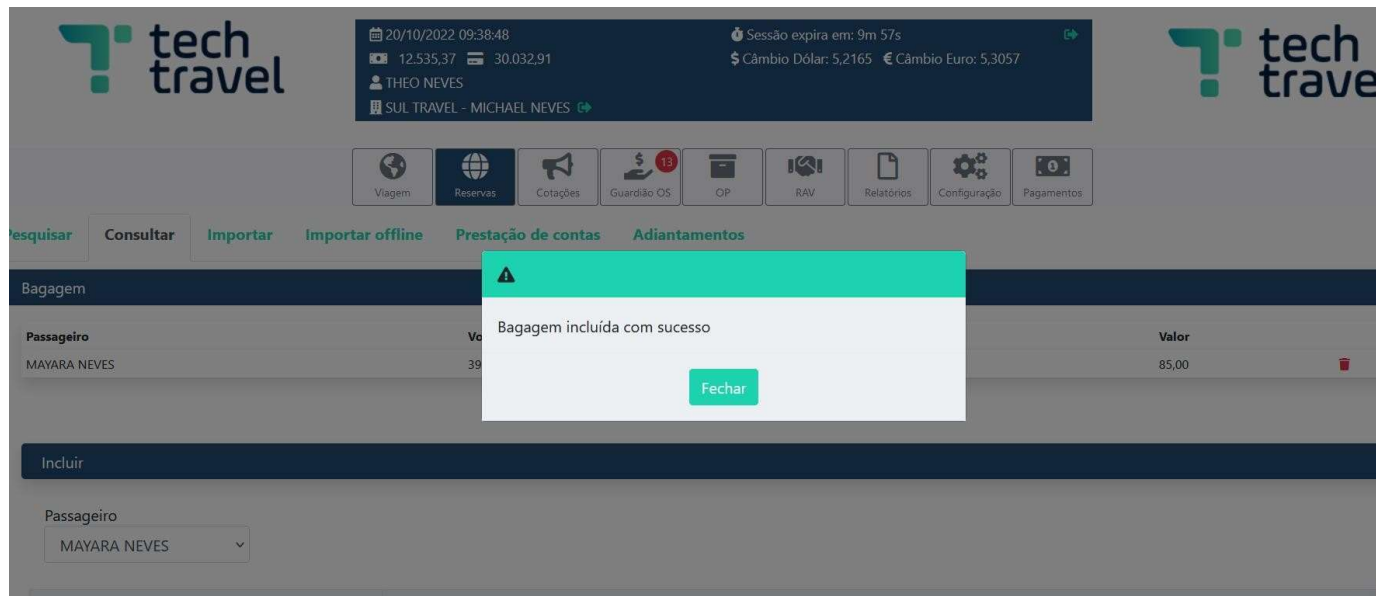 tech
travel
20/10/2022 09:38:48
Sessão expira em: 9m 57s
12.535,37 30.032,91
$ Câmbio Dólar: 5,2165 € Câmbio Euro: 5,3057
THEO NEVES
SUL TRAVEL - MICHAEL NEVES
tech
trave
Viagem
Reservas
Cotações
Guardião OS
13
OP
RAV
Relatórios
Configuração
Pagamentos
Pesquisar Consultar Importar Importar offline Prestação de contas Adiantamentos
Bagagem
Bagagem incluída com sucesso
Fechar
Passageiro Vo Valor
MAYARA NEVES 39 85,00
Incluir
Passageiro
MAYARA NEVES